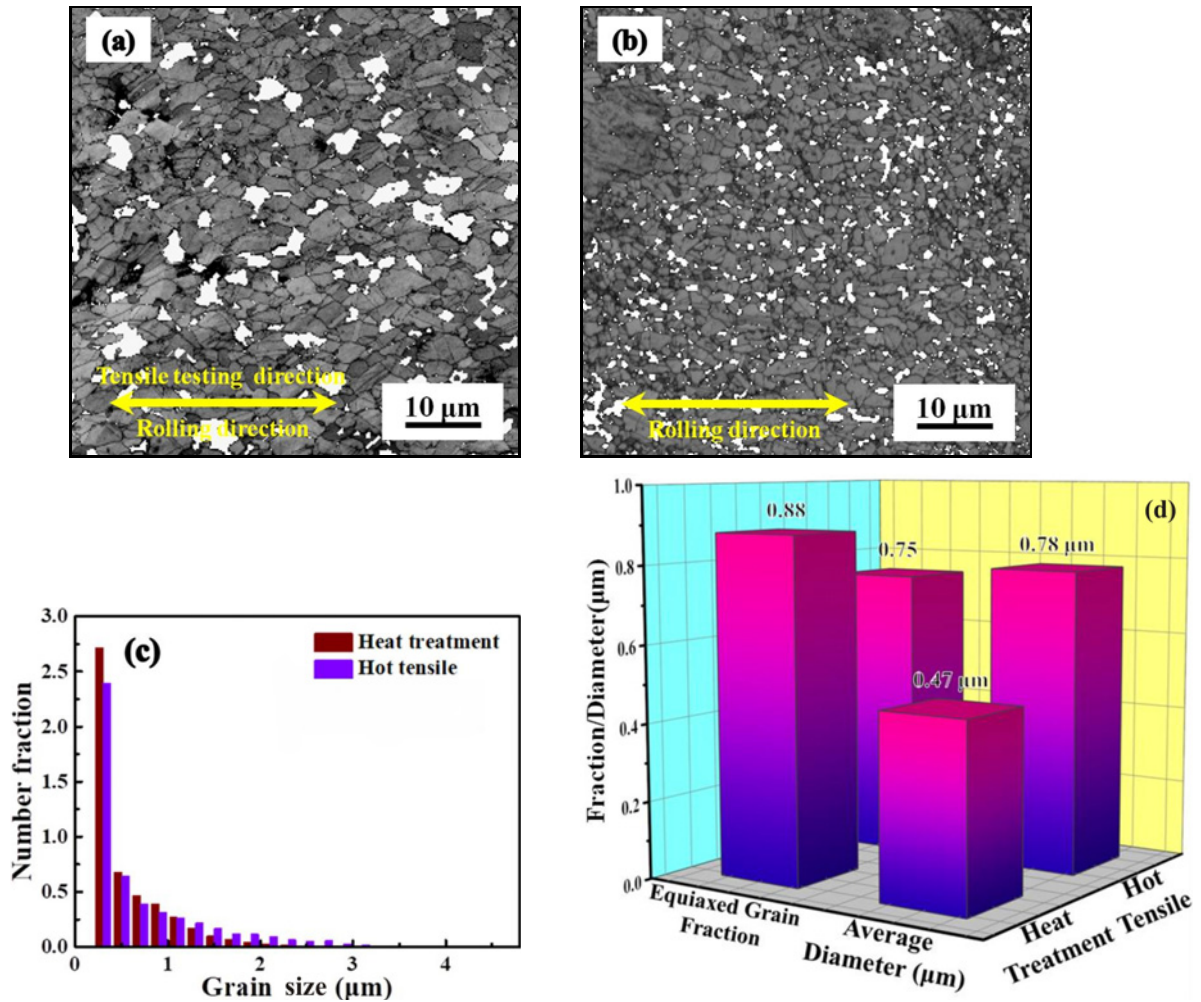 (a)
Tensile testing direction
Rolling direction
10 μm
(b)
Rolling direction
10 μm
(c)
Number fraction
3.0
2.5
2.0
1.5
1.0
0.5
0.0
Heat treatment
Hot tensile
0 1 2 3 4
Grain size (μm)
(d)
Fraction/Diameter(μm)
1.0
0.8
0.6
0.4
0.2
0.0
0.88
0.75
0.78 μm
0.47 μm
Equiaxed Grain
Fraction
Average
Diameter (μm)
Heat
Treatment
Hot
Tensile